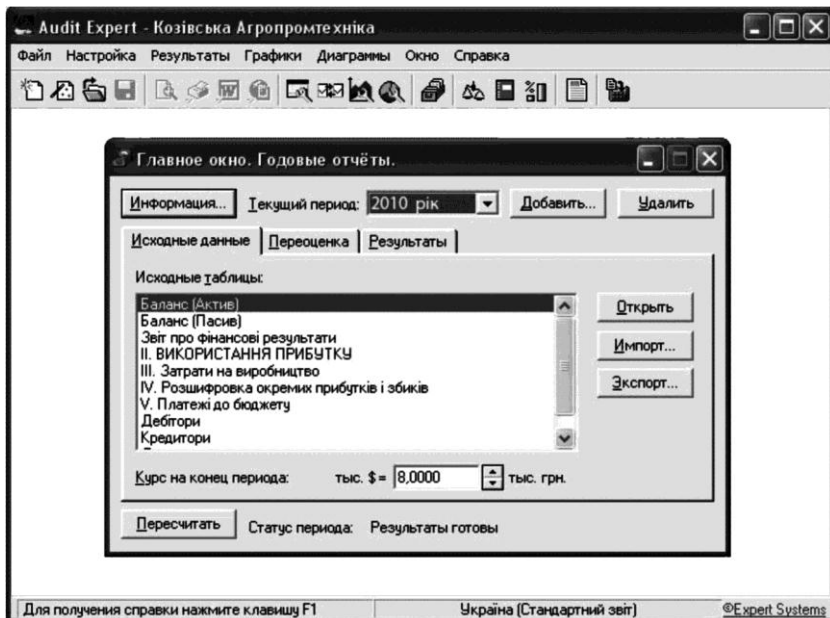 Audit Expert - Козівська Агропромтехніка
Файл Настройка Результаты Графики Диаграммы Окно Справка
Главное окно. Годовые отчёты.
Информация... Текущий период: 2010 рік Добавить... Удалить
Исходные данные Переоценка Результаты
Исходные таблицы:
Баланс (Актив)
Баланс (Пасив)
Звіт про фінансові результати
II. ВИКОРИСТАННЯ ПРИБУТКУ
III. Затрати на виробництво
IV. Розшифровка окремих прибутків і збиків
V. Платежі до бюджету
Дебітори
Кредитори
Открыть
Импорт...
Экспорт...
Курс на конец периода: тыс. $ = 8,0000 тыс. грн.
Пересчитать Статус периода: Результаты готовы
Для получения справки нажмите клавишу F1 Україна (Стандартний звіт) ©Expert Systems